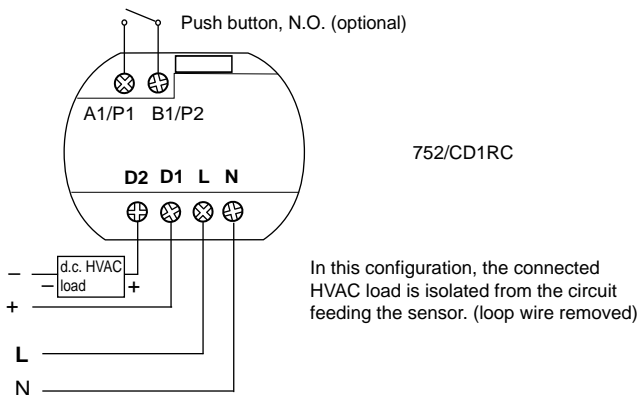 Push button, N.O. (optional)
A1/P1 B1/P2
752/CD1RC
D2 D1 L N
− d.c. HVAC
− load +
+
In this configuration, the connected
HVAC load is isolated from the circuit
feeding the sensor. (loop wire removed)
L
N